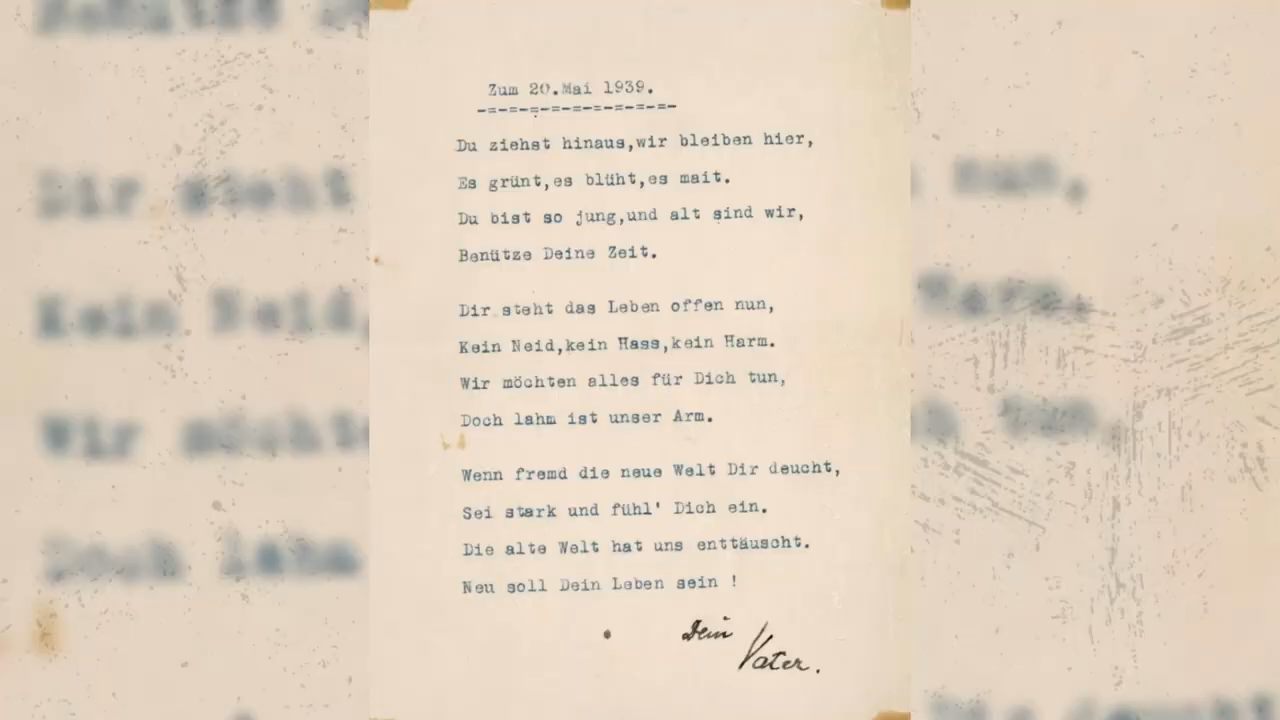 Zum 20.Mai 1939.
-=-=-=-=-=-=-=-=-=-
Du ziehst hinaus,wir bleiben hier,
Es grünt,es blüht,es mait.
Du bist so jung,und alt sind wir,
Benütze Deine Zeit.
Dir steht das Leben offen nun,
Kein Neid,kein Hass,kein Harm.
Wir möchten alles für Dich tun,
Doch lahm ist unser Arm.
Wenn fremd die neue Welt Dir deucht,
Sei stark und fühl' Dich ein.
Die alte Welt hat uns enttäuscht.
Neu soll Dein Leben sein !
Dein
Vater.